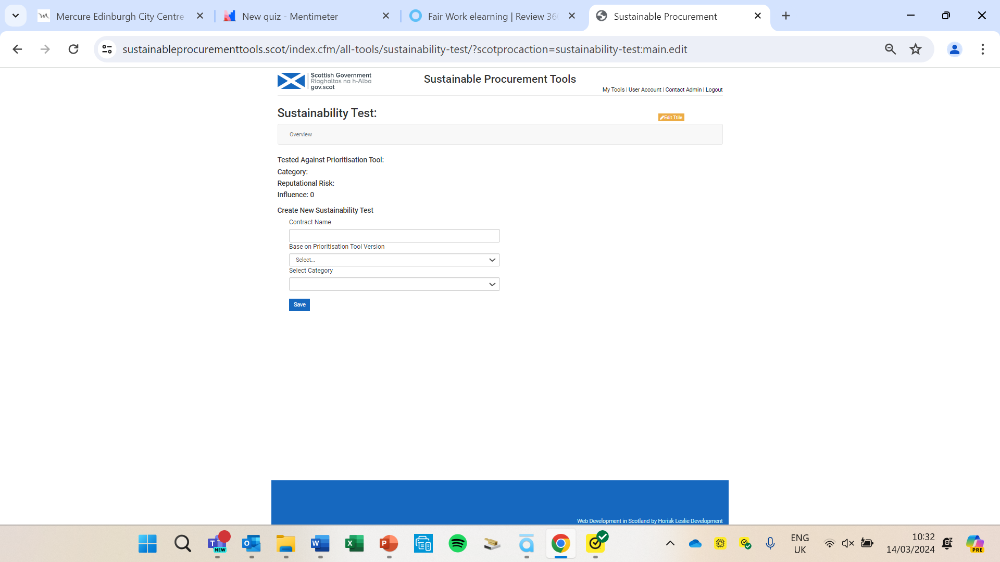 Mercure Edinburgh City Centre
New quiz - Mentimeter
Fair Work elearning | Review 36
Sustainable Procurement
sustainableprocurementtools.scot/index.cfm/all-tools/sustainability-test/?scotprocaction=sustainability-test:main.edit
Scottish Government
Riaghaltas na h-Alba
gov.scot
Sustainable Procurement Tools
My Tools | User Account | Contact Admin | Logout
Sustainability Test:
Edit Ttile
Overview
Tested Against Prioritisation Tool:
Category:
Reputational Risk:
Influence: 0
Create New Sustainability Test
Contract Name
Base on Prioritisation Tool Version
Select...
Select Category
Save
Web Development in Scotland by Horisk Leslie Development
T
NEW
O
W
X
P
ENG
UK
10:32
14/03/2024
PRE